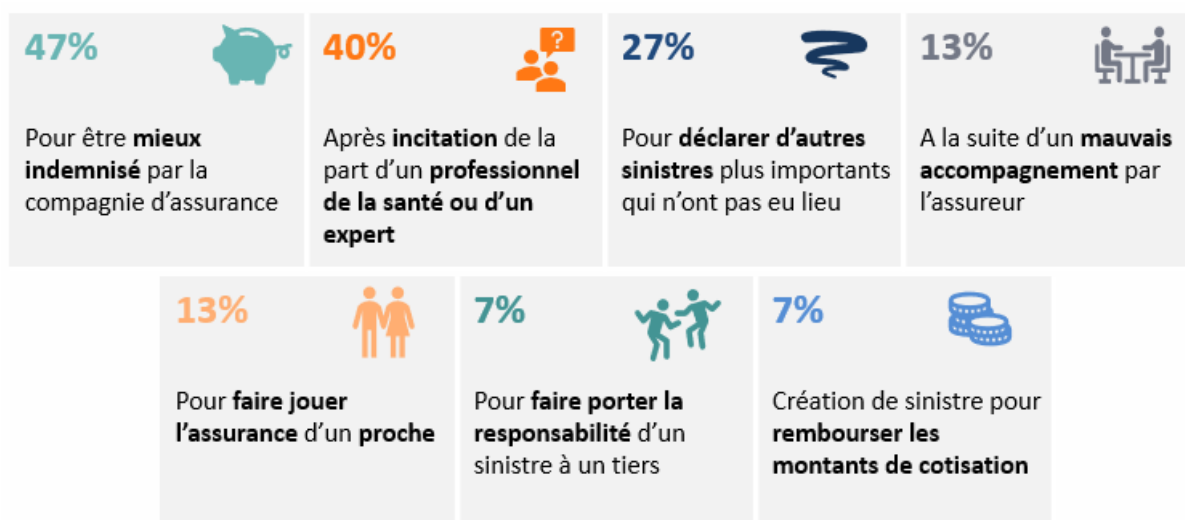 47%
Pour être mieux
indemnisé par la
compagnie d'assurance
40%
?
Après incitation de la
part d'un professionnel
de la santé ou d'un
expert
27%
Pour déclarer d'autres
sinistres plus importants
qui n'ont pas eu lieu
13%
A la suite d'un mauvais
accompagnement par
l'assureur
13%
Pour faire jouer
l'assurance d'un proche
7%
Pour faire porter la
responsabilité d'un
sinistre à un tiers
7%
Création de sinistre pour
rembourser les
montants de cotisation